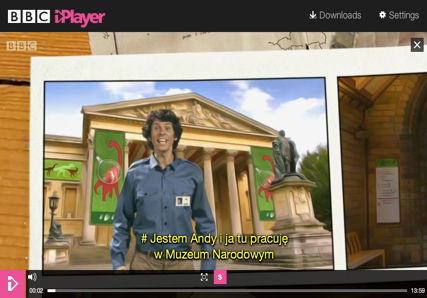 BBC iPlayer
Downloads
Settings
BBC
# Jestem Andy i ja tu pracuję
w Muzeum Narodowym
S
00:02
13:59